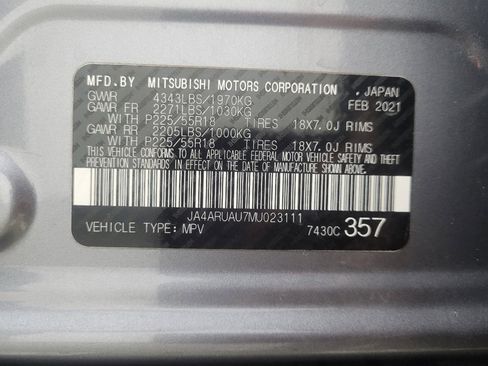 MFD.BY MITSUBISHI MOTORS CORPORATION , JAPAN
GVWR 4343LBS/1970KG FEB 2021
GAWR FR 2271LBS/1030KG
WITH P225/55R18 TIRES 18X7.0J RIMS
GAWR RR 2205LBS/1000KG
WITH P225/55R18 TIRES 18X7.0J RIMS
THIS VEHICLE CONFORMS TO ALL APPLICABLE FEDERAL MOTOR VEHICLE SAFETY AND THEFT
PREVENTION STANDARDS IN EFFECT ON THE DATE OF MANUFACTURE SHOWN ABOVE.
JA4ARUAU7MU023111
VEHICLE TYPE: MPV 7430C 357